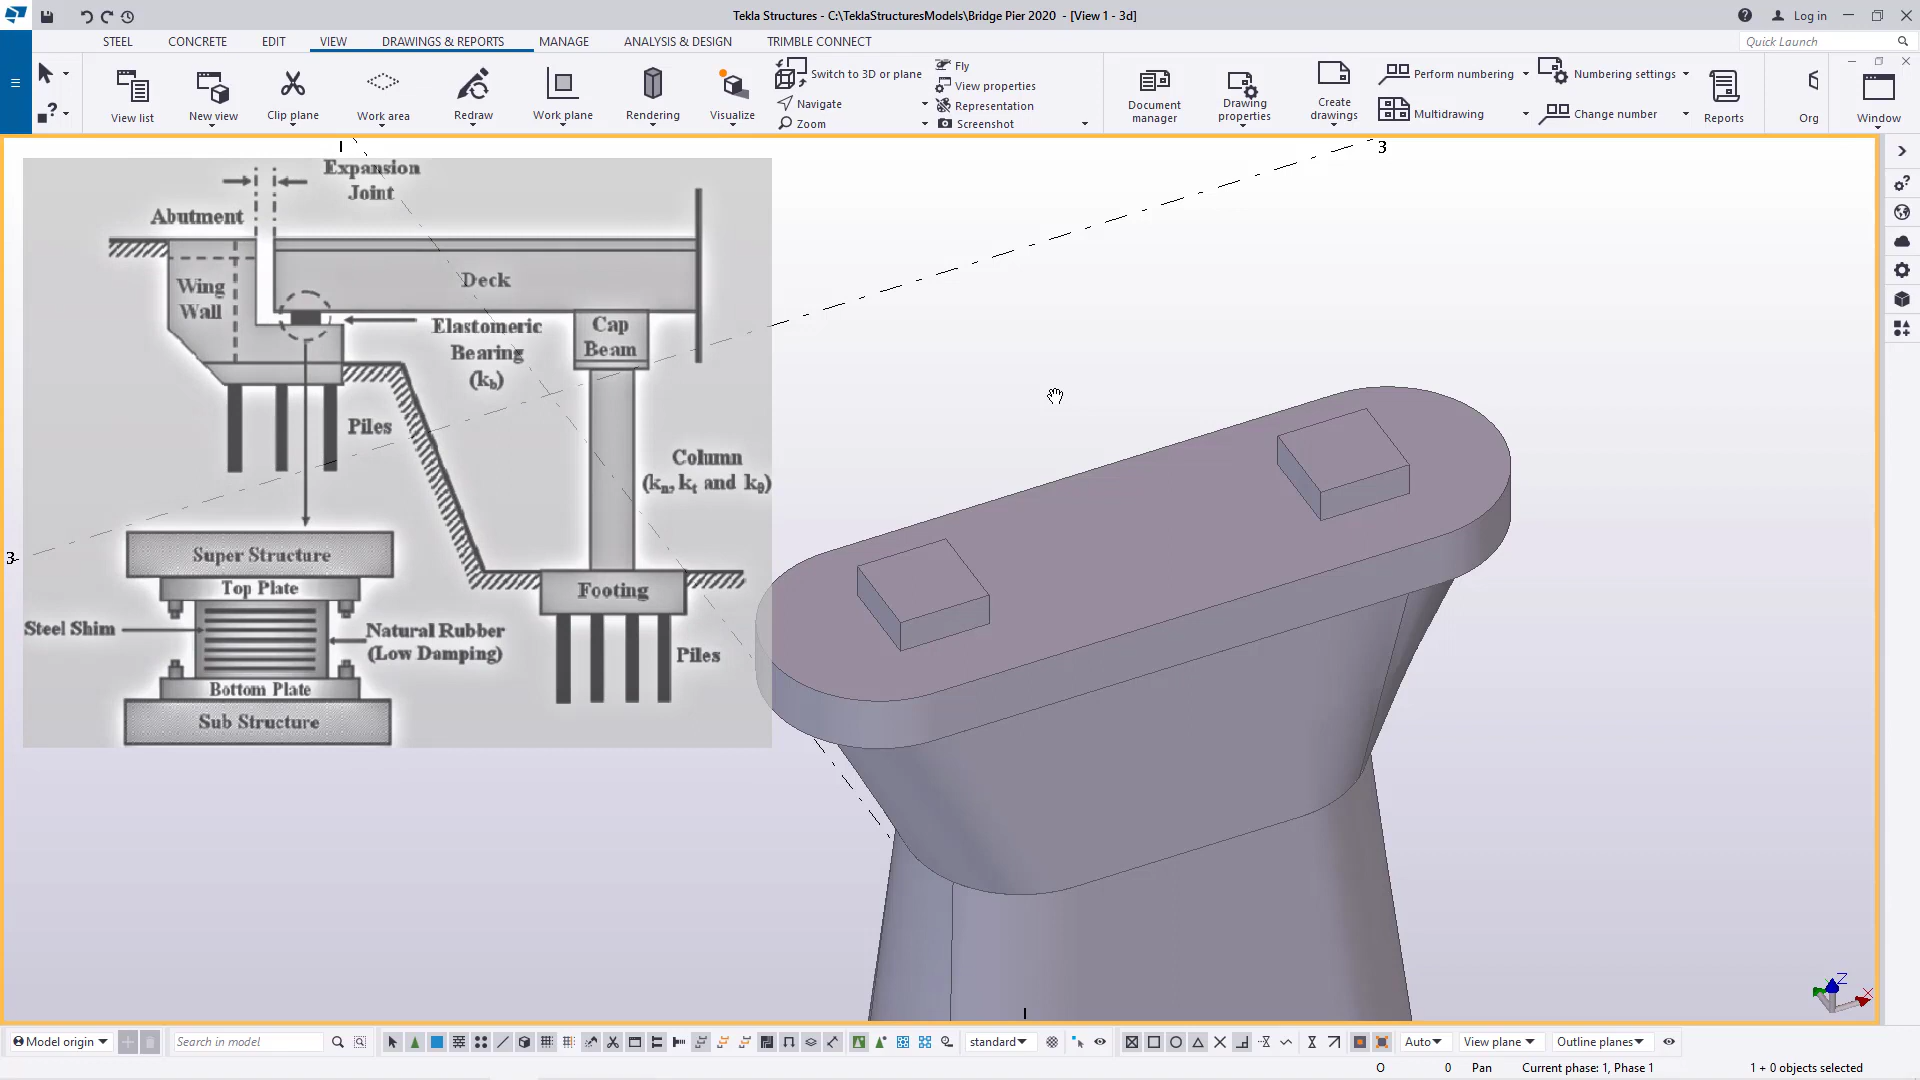 Tekla Structures - C:\TeklaStructuresModels\Bridge Pier 2020 - [View 1 - 3d]
Log in
STEEL
CONCRETE
EDIT
VIEW
DRAWINGS & REPORTS
MANAGE
ANALYSIS & DESIGN
TRIMBLE CONNECT
Quick Launch
View list
New view
Clip plane
Work area
Redraw
Work plane
Rendering
Visualize
Switch to 3D or plane
Navigate
Zoom
Fly
View properties
Representation
Screenshot
Document
manager
Drawing
properties
Create
drawings
Perform numbering
Multidrawing
Numbering settings
Change number
Reports
Org
Window
1
3
Expansion
Joint
Abutment
Wing
Wall
Deck
Elastomeric
Bearing
(kb)
Cap
Beam
Piles
Column
(kn, kt and kθ)
3
Super Structure
Top Plate
Steel Shim
Natural Rubber
(Low Damping)
Bottom Plate
Sub Structure
Footing
Piles
1
Z
X
Model origin
Search in model
standard
Auto
View plane
Outline planes
O
0
Pan
Current phase: 1, Phase 1
1 + 0 objects selected